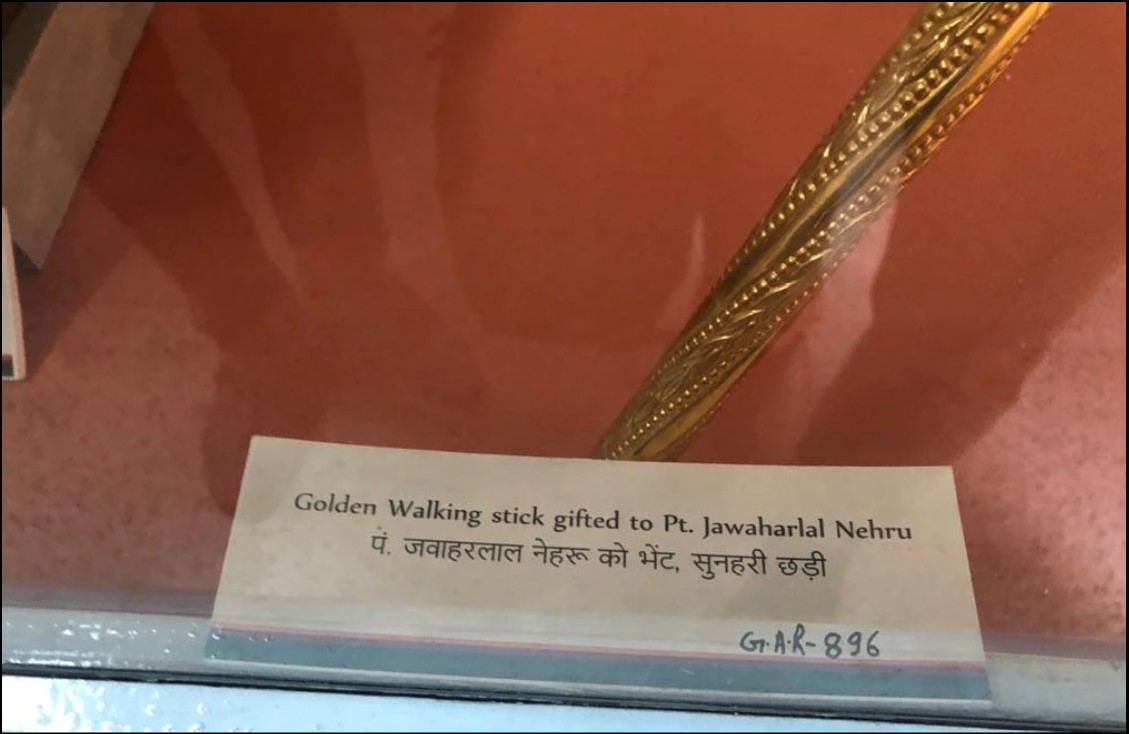 Golden Walking stick gifted to Pt. Jawaharlal Nehru
पं. जवाहरलाल नेहरू को भेंट, सुनहरी छड़ी
G.A.R-896